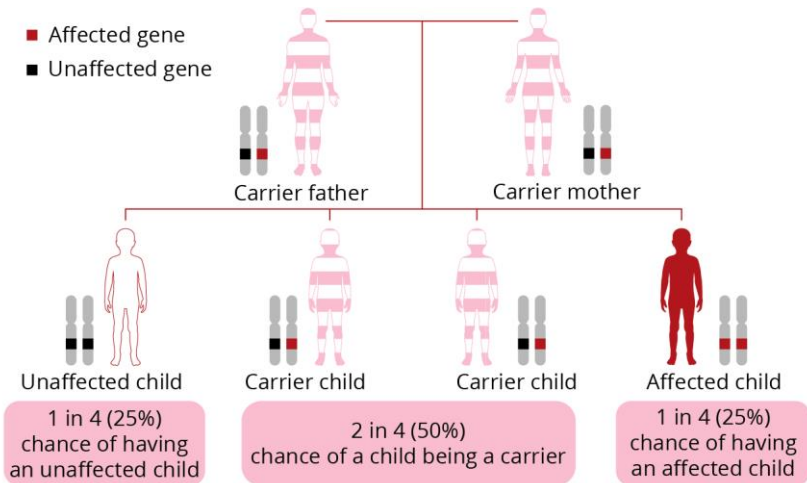 Affected gene
Unaffected gene
Carrier father
Carrier mother
Unaffected child
Carrier child
Carrier child
Affected child
1 in 4 (25%)
chance of having
an unaffected child
2 in 4 (50%)
chance of a child being a carrier
1 in 4 (25%)
chance of having
an affected child